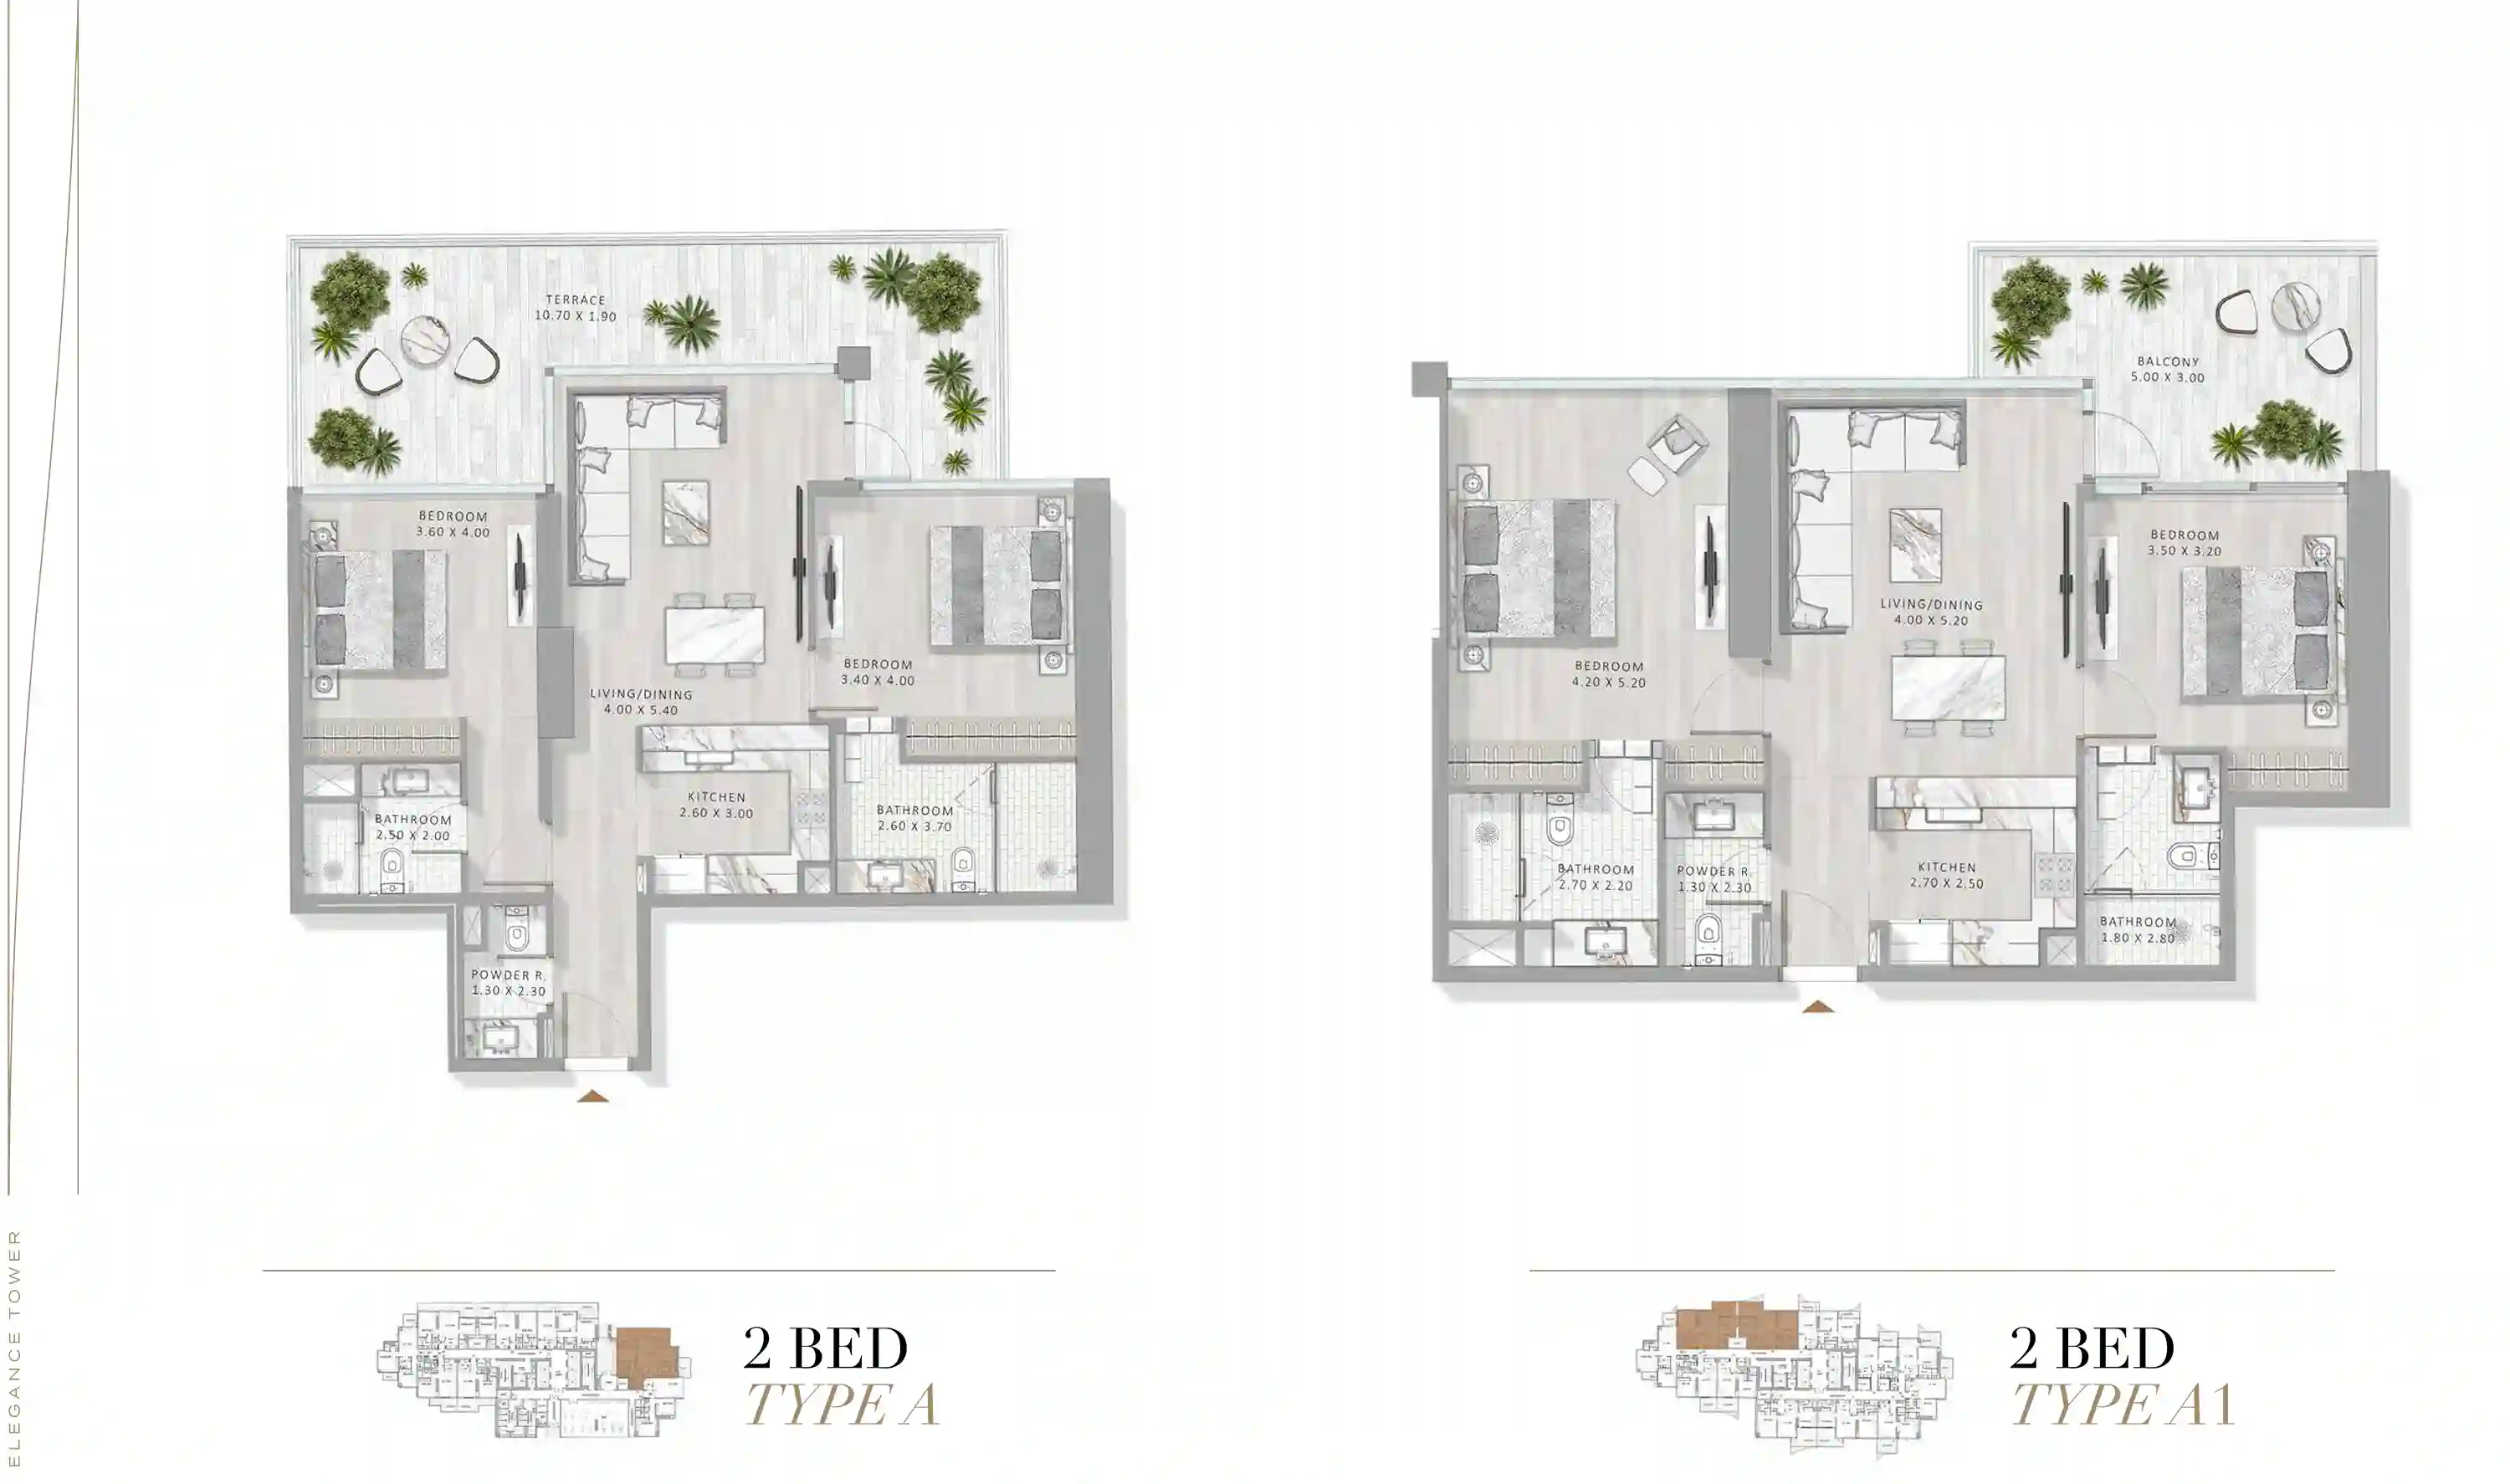 TERRACE
10.70 X 1.90
BEDROOM
3.60 X 4.00
BEDROOM
3.40 X 4.00
LIVING/DINING
4.00 X 5.40
KITCHEN
2.60 X 3.00
BATHROOM
2.50 X 2.00
BATHROOM
2.60 X 3.70
POWDER R.
1.30 X 2.30
2 BED
TYPE A
BALCONY
5.00 X 3.00
BEDROOM
3.50 X 3.20
LIVING/DINING
4.00 X 5.20
BEDROOM
4.20 X 5.20
BATHROOM
2.70 X 2.20
POWDER R.
1.30 X 2.30
KITCHEN
2.70 X 2.50
BATHROOM
1.80 X 2.80
2 BED
TYPE A1
ELEGANCE TOWER